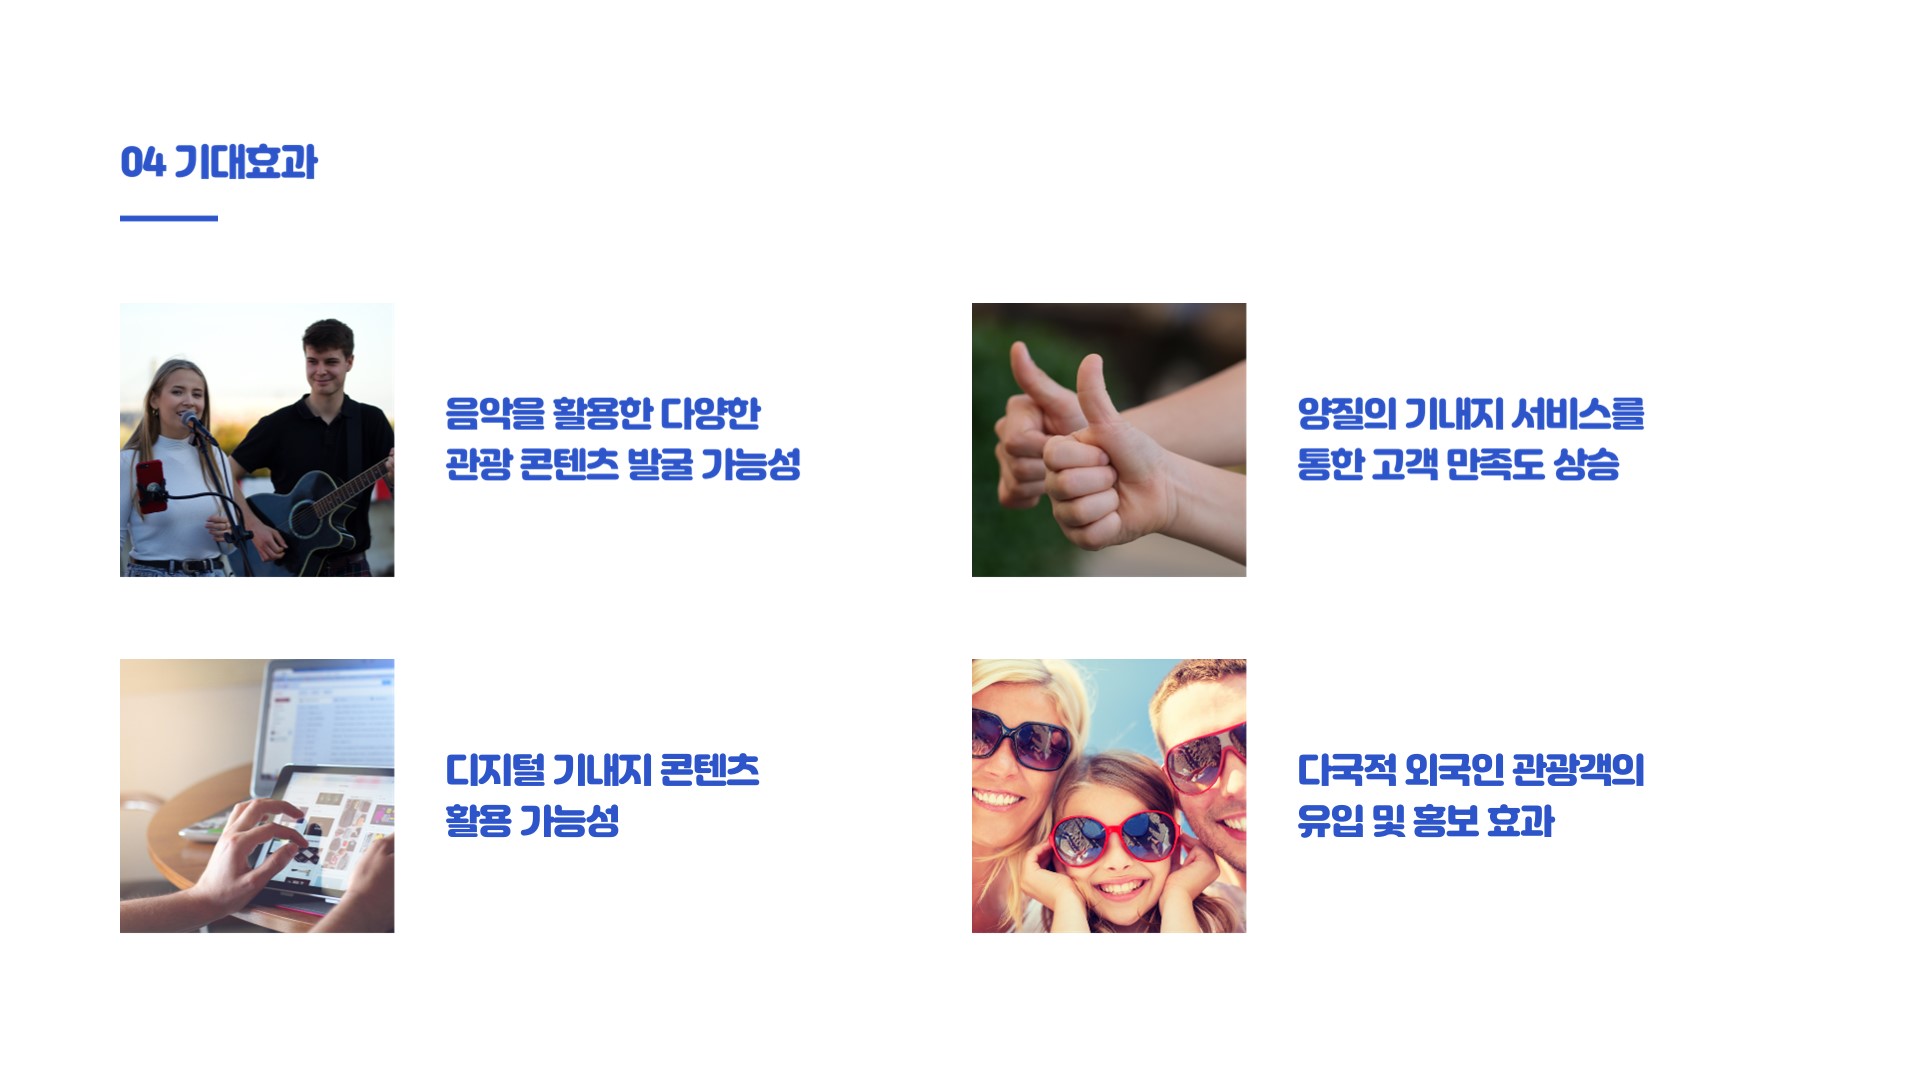 04 기대효과
음악을 활용한 다양한
관광 콘텐츠 발굴 가능성
양질의 기내지 서비스를
통한 고객 만족도 상승
디지털 기내지 콘텐츠
활용 가능성
다국적 외국인 관광객의
유입 및 홍보 효과